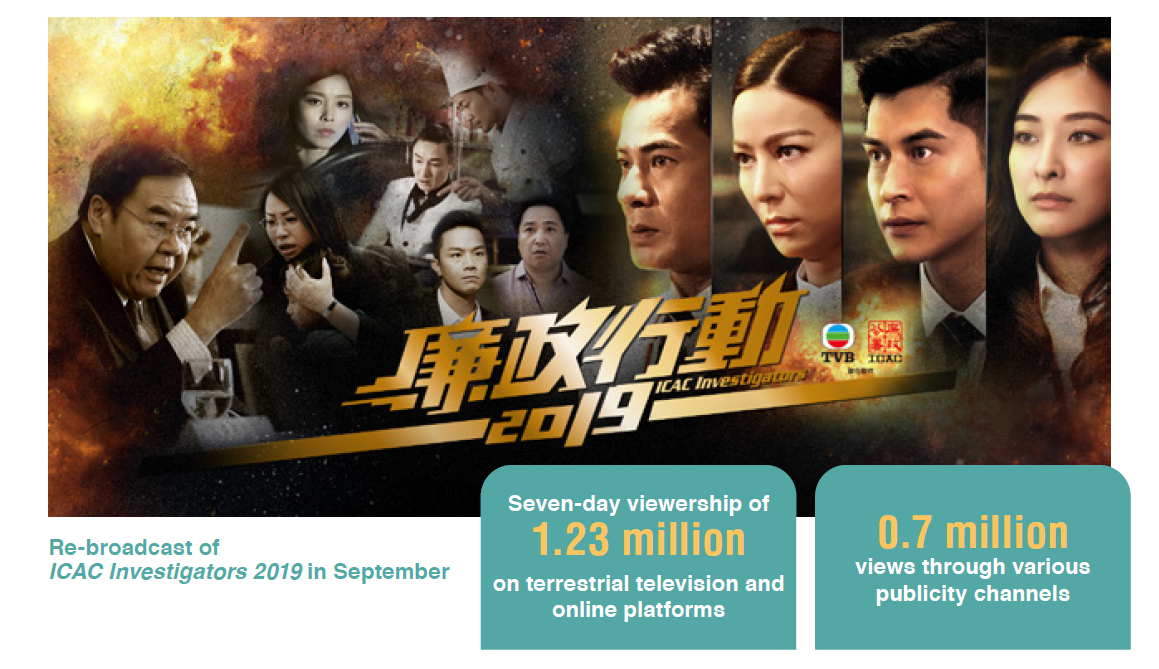 廉政行動
ICAC Investigators
2019
TVB
ICAC
Seven-day viewership of
1.23 million
on terrestrial television and
online platforms
0.7 million
views through various
publicity channels
Re-broadcast of
ICAC Investigators 2019 in September